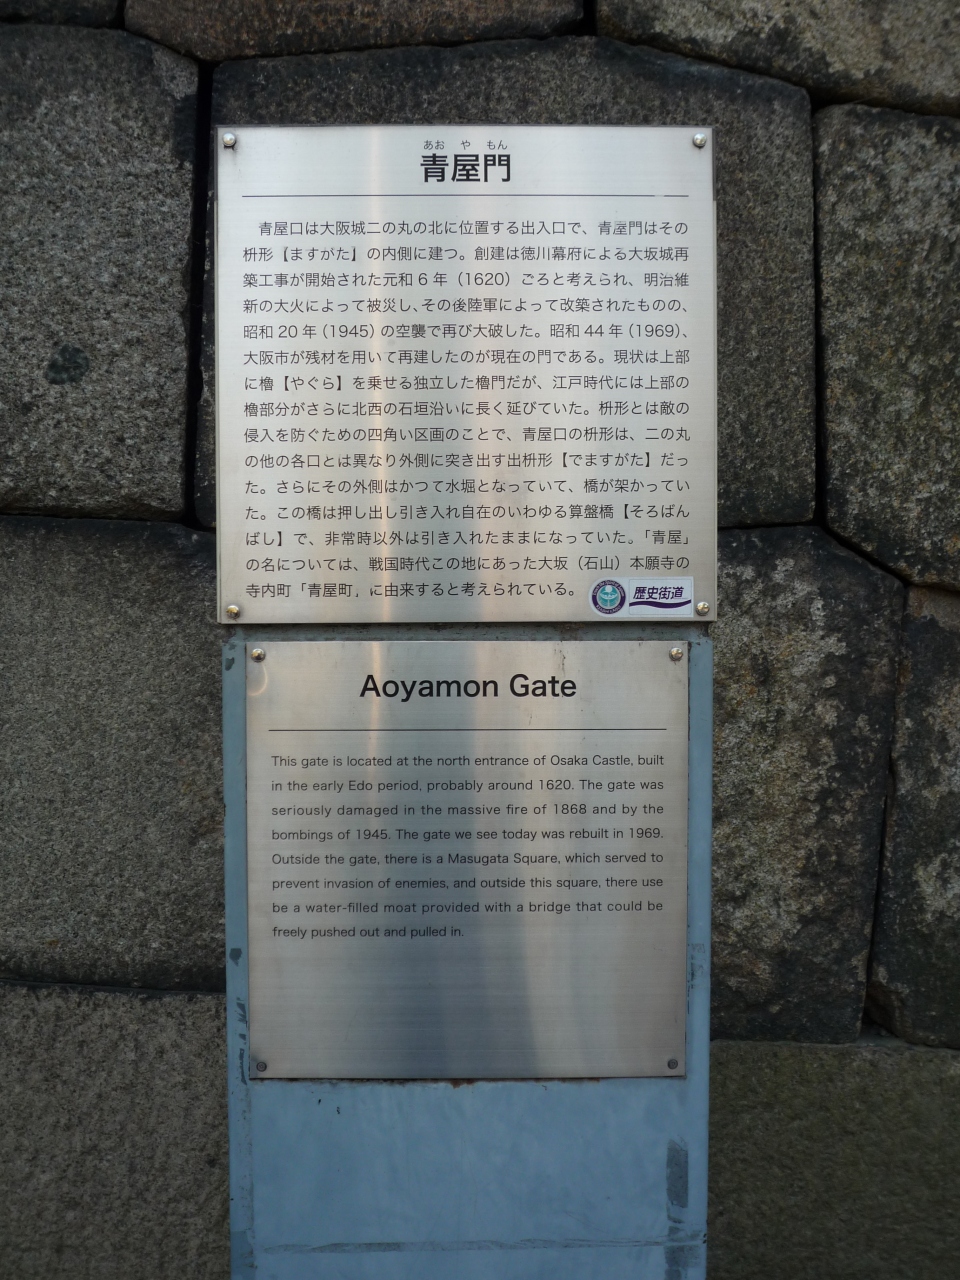 あお や もん
青屋門
青屋口は大阪城二の丸の北に位置する出入口で、青屋門はその
枡形【ますがた】の内側に建つ。創建は徳川幕府による大坂城再
築工事が開始された元和6年（1620）ごろと考えられ、明治維
新の大火によって被災し、その後陸軍によって改築されたものの、
昭和20年（1945）の空襲で再び大破した。昭和44年（1969）、
大阪市が残材を用いて再建したのが現在の門である。現状は上部
に櫓【やぐら】を乗せる独立した櫓門だが、江戸時代には上部の
櫓部分がさらに北西の石垣沿いに長く延びていた。枡形とは敵の
侵入を防ぐための四角い区画のことで、青屋口の枡形は、二の丸
の他の各口とは異なり外側に突き出す出枡形【でますがた】だっ
た。さらにその外側はかつて水堀となっていて、橋が架かってい
た。この橋は押し出し引き入れ自在のいわゆる算盤橋【そろばん
ばし】で、非常時以外は引き入れたままになっていた。「青屋」
の名については、戦国時代この地にあった大坂（石山）本願寺の
寺内町「青屋町」に由来すると考えられている。
歴史街道
Aoyamon Gate
This gate is located at the north entrance of Osaka Castle, built
in the early Edo period, probably around 1620. The gate was
seriously damaged in the massive fire of 1868 and by the
bombings of 1945. The gate we see today was rebuilt in 1969.
Outside the gate, there is a Masugata Square, which served to
prevent invasion of enemies, and outside this square, there use
be a water-filled moat provided with a bridge that could be
freely pushed out and pulled in.